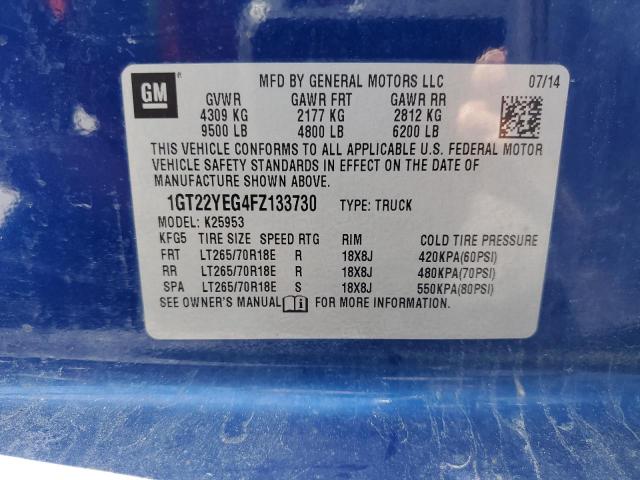 GM
MFD BY GENERAL MOTORS LLC 07/14
GVWR GAWR FRT GAWR RR
4309 KG 2177 KG 2812 KG
9500 LB 4800 LB 6200 LB
THIS VEHICLE CONFORMS TO ALL APPLICABLE U.S. FEDERAL MOTOR
VEHICLE SAFETY STANDARDS IN EFFECT ON THE DATE OF
MANUFACTURE SHOWN ABOVE.
1GT22YEG4FZ133730 TYPE: TRUCK
MODEL: K25953
KFG5 TIRE SIZE SPEED RTG RIM COLD TIRE PRESSURE
FRT LT265/70R18E R 18X8J 420KPA(60PSI)
RR LT265/70R18E R 18X8J 480KPA(70PSI)
SPA LT265/70R18E S 18X8J 550KPA(80PSI)
SEE OWNER'S MANUAL FOR MORE INFORMATION.